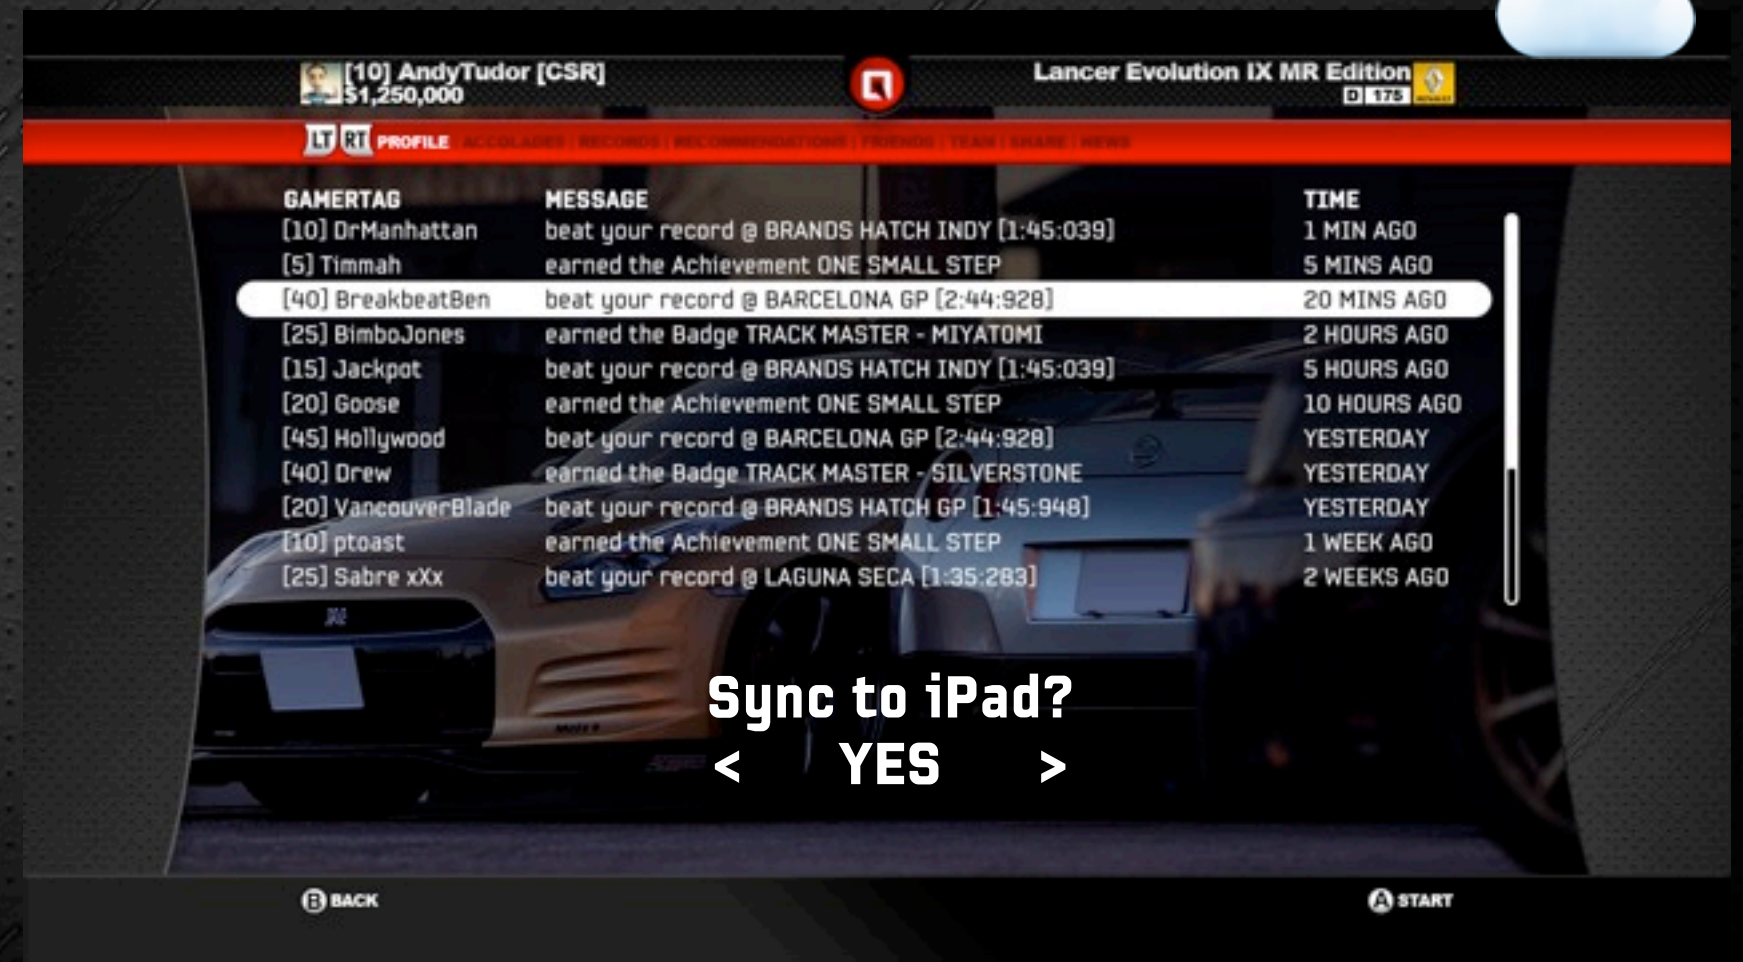 [10] AndyTudor [CSR]
$1,250,000
Lancer Evolution IX MR Edition
D 175
LT RT PROFILE ACCOLADES | RECORDS | RECOMMENDATIONS | FRIENDS | TEAM | SHARE | NEWS
GAMERTAG MESSAGE TIME
[10] DrManhattan beat your record @ BRANDS HATCH INDY [1:45:039] 1 MIN AGO
[5] Timmah earned the Achievement ONE SMALL STEP 5 MINS AGO
[40] BreakbeatBen beat your record @ BARCELONA GP [2:44:928] 20 MINS AGO
[25] BimboJones earned the Badge TRACK MASTER - MIYATOMI 2 HOURS AGO
[15] Jackpot beat your record @ BRANDS HATCH INDY [1:45:039] 5 HOURS AGO
[20] Goose earned the Achievement ONE SMALL STEP 10 HOURS AGO
[45] Hollywood beat your record @ BARCELONA GP [2:44:928] YESTERDAY
[40] Drew earned the Badge TRACK MASTER - SILVERSTONE YESTERDAY
[20] VancouverBlade beat your record @ BRANDS HATCH GP [1:45:948] YESTERDAY
[10] ptoast earned the Achievement ONE SMALL STEP 1 WEEK AGO
[25] Sabre xXx beat your record @ LAGUNA SECA [1:35:283] 2 WEEKS AGO
Sync to iPad?
< YES >
B BACK
A START